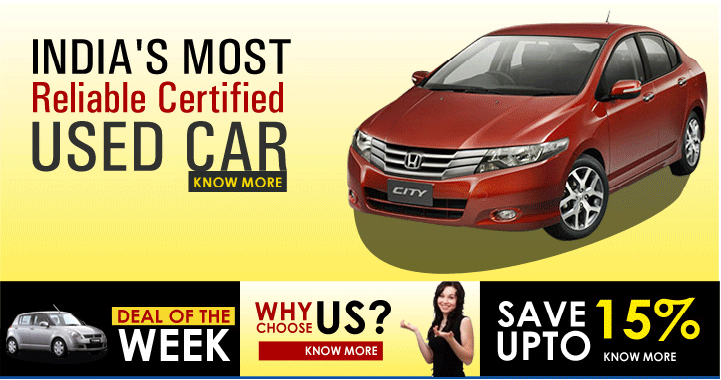 INDIA'S MOST
Reliable Certified
USED CAR
KNOW MORE
CITY
DEAL OF THE
WEEK
WHY
CHOOSE
US?
KNOW MORE
SAVE
UPTO
15%
KNOW MORE